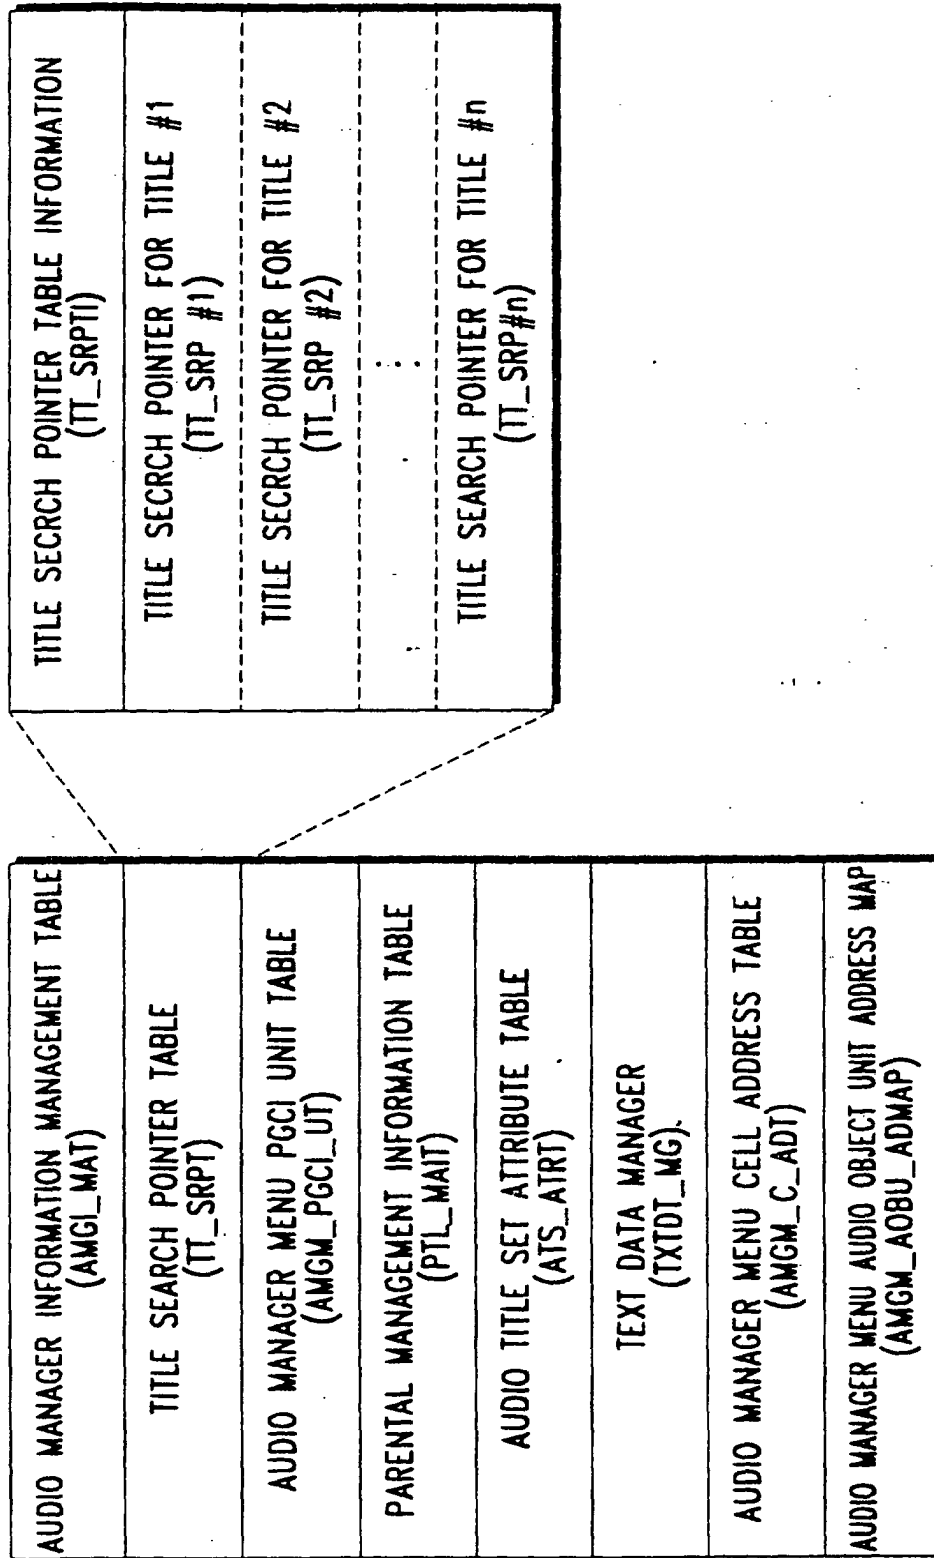 AUDIO MANAGER INFORMATION MANAGEMENT TABLE
(AMGI_MAT)
TITLE SEARCH POINTER TABLE
(TT_SRPT)
AUDIO MANAGER MENU PGCI UNIT TABLE
(AMGM_PGCI_UT)
PARENTAL MANAGEMENT INFORMATION TABLE
(PTL_MAIT)
AUDIO TITLE SET ATTRIBUTE TABLE
(ATS_ATRT)
TEXT DATA MANAGER
(TXTDT_MG)
AUDIO MANAGER MENU CELL ADDRESS TABLE
(AMGM_C_ADT)
AUDIO MANAGER MENU AUDIO OBJECT UNIT ADDRESS MAP
(AMGM_AOBU_ADMAP)
TITLE SECRCH POINTER TABLE INFORMATION
(TT_SRPTI)
TITLE SECRCH POINTER FOR TITLE #1
(TT_SRP #1)
TITLE SECRCH POINTER FOR TITLE #2
(TT_SRP #2)
...
TITLE SEARCH POINTER FOR TITLE #n
(TT_SRP#n)